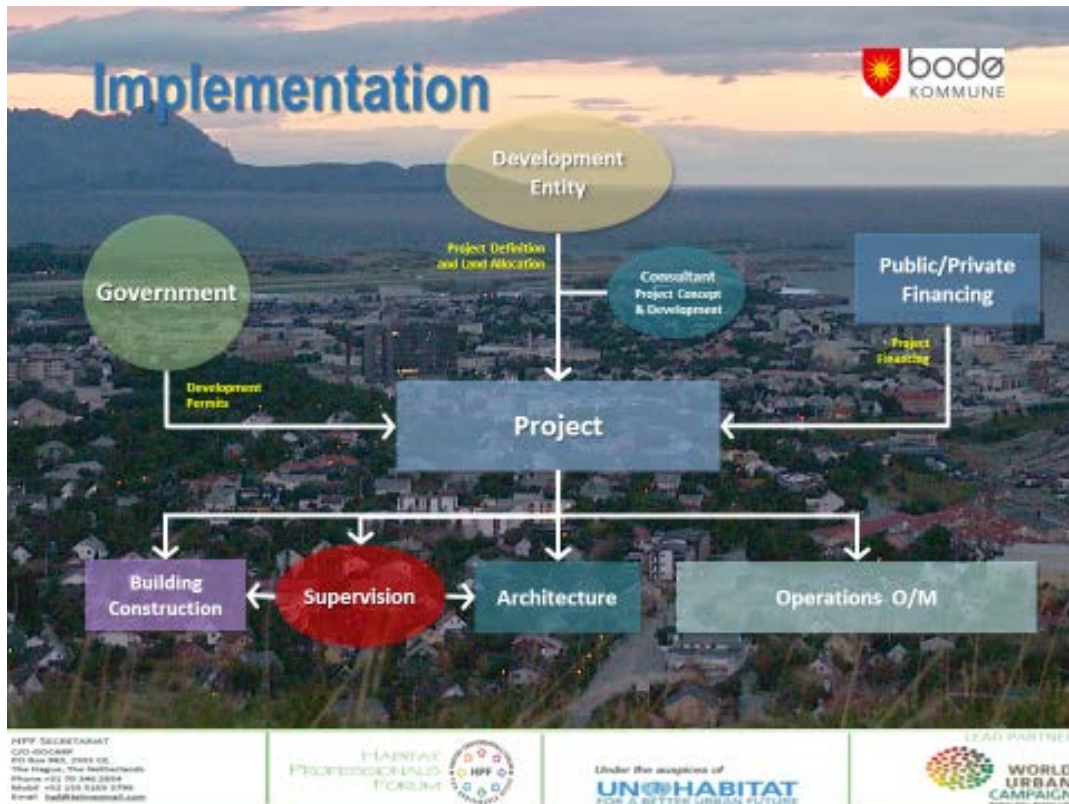 Implementation
bodø
KOMMUNE
Development
Entity
Government
Project Definition
and Land Allocation
Consultant
Project Concept
& Development
Public/Private
Financing
Project
Financing
Development
Permits
Project
Building
Construction
Supervision
Architecture
Operations O/M
HPF SECRETARIAT
The Hague, The Netherlands
HABITAT
PROFESSIONALS
FORUM
HPF
Under the auspices of
UN HABITAT
FOR A BETTER URBAN FUTURE
LEAD PARTNER
WORLD
URBAN
CAMPAIGN